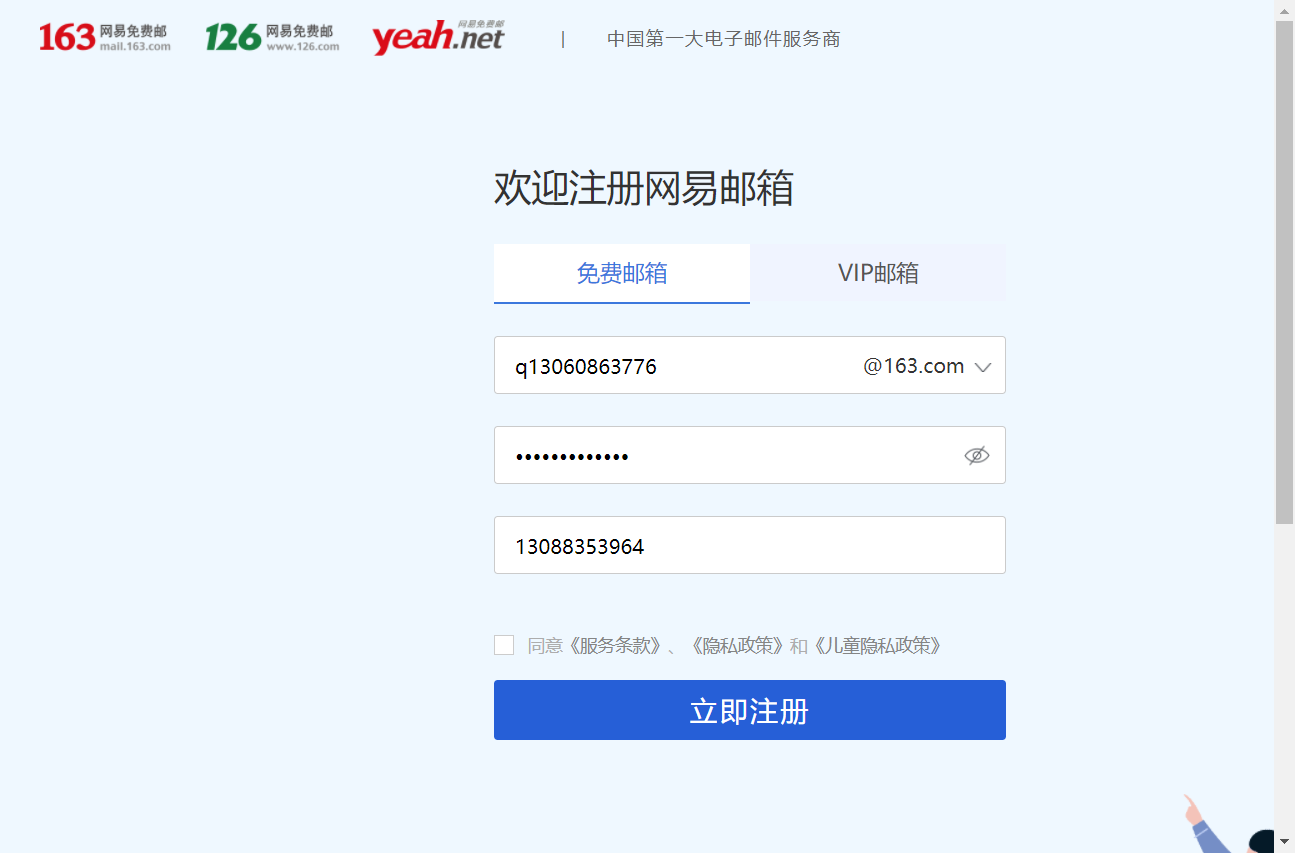 163 网易免费邮 mail.163.com 126 网易免费邮 www.126.com yeah.net 网易免费邮 | 中国第一大电子邮件服务商
欢迎注册网易邮箱
免费邮箱 VIP邮箱
q13060863776 @163.com
•••••••••••••
13088353964
同意《服务条款》、《隐私政策》和《儿童隐私政策》
立即注册